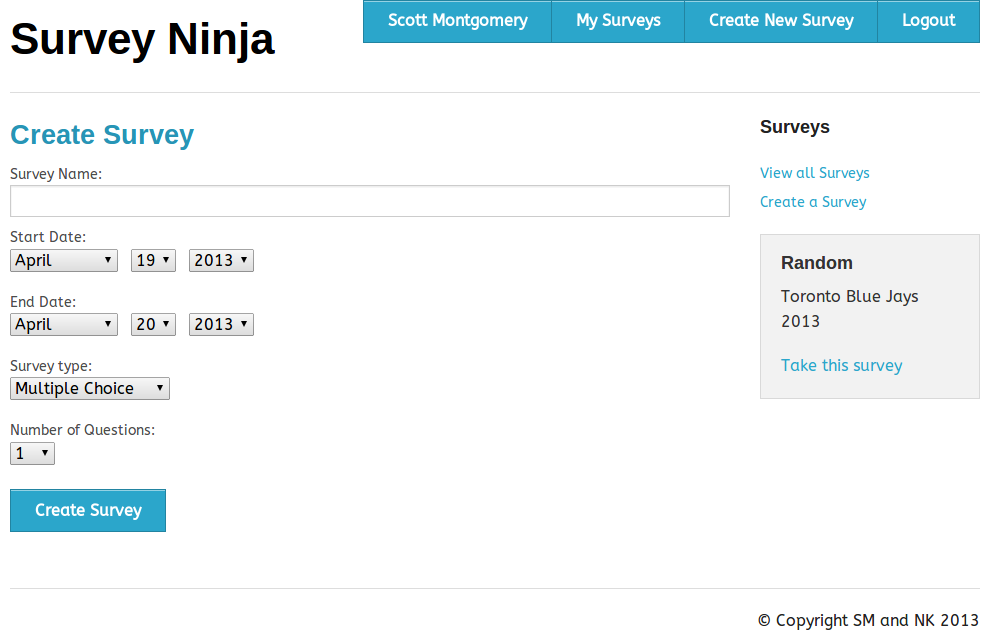 Survey Ninja
Scott Montgomery My Surveys Create New Survey Logout
Create Survey
Survey Name:
Start Date:
April 19 2013
End Date:
April 20 2013
Survey type:
Multiple Choice
Number of Questions:
1
Create Survey
Surveys
View all Surveys
Create a Survey
Random
Toronto Blue Jays
2013
Take this survey
© Copyright SM and NK 2013